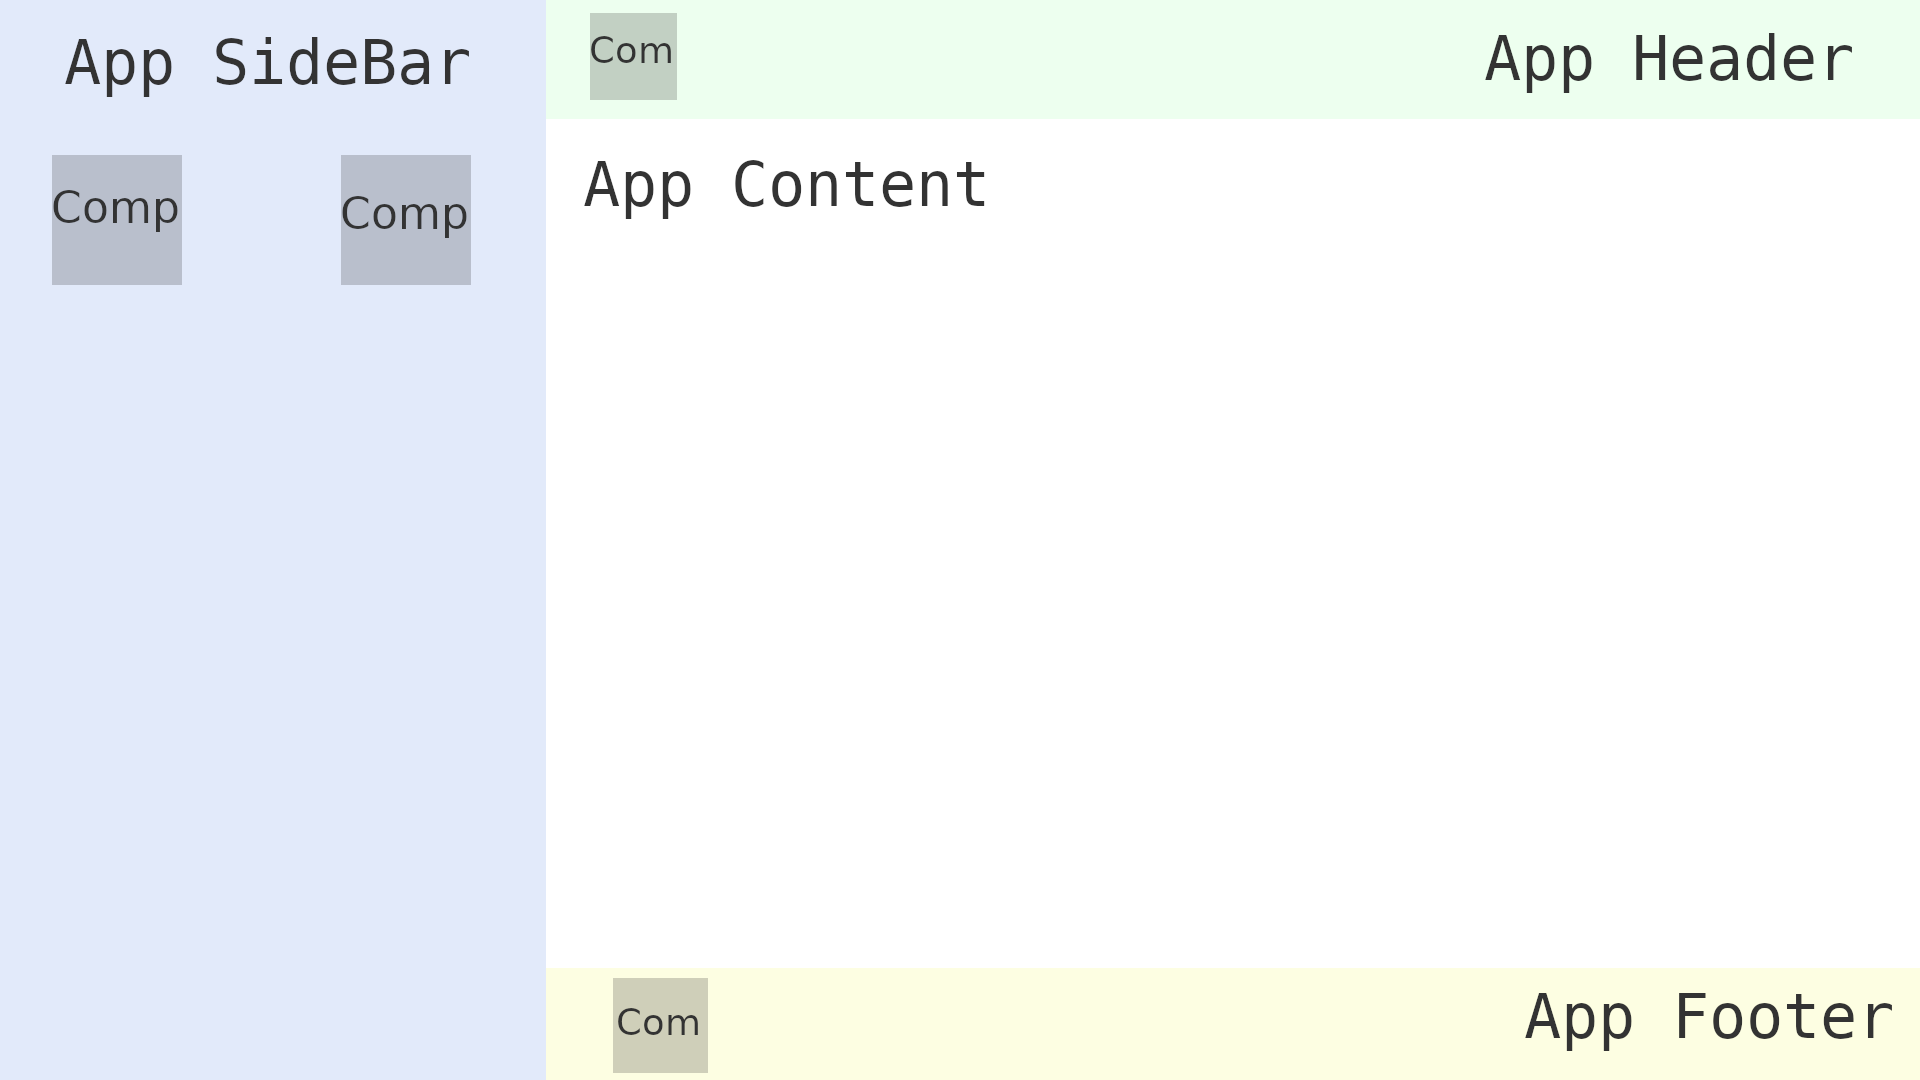 App SideBar
Comp
Comp
Com
App Header
App Content
Com
App Footer